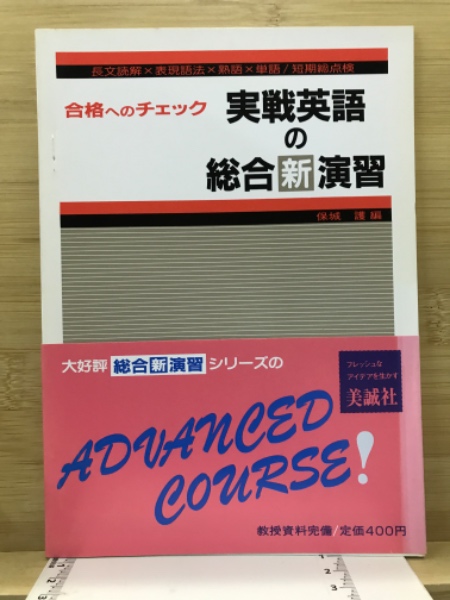 長文読解×表現語法×熟語×単語/短期総点検
合格へのチェック
実戦英語
の
総合新演習
保城 護 編
大好評 総合新演習 シリーズの
フレッシュな
アイデアを生かす
美誠社
ADVANCED
COURSE!
教授資料完備/定価400円
1
2
3